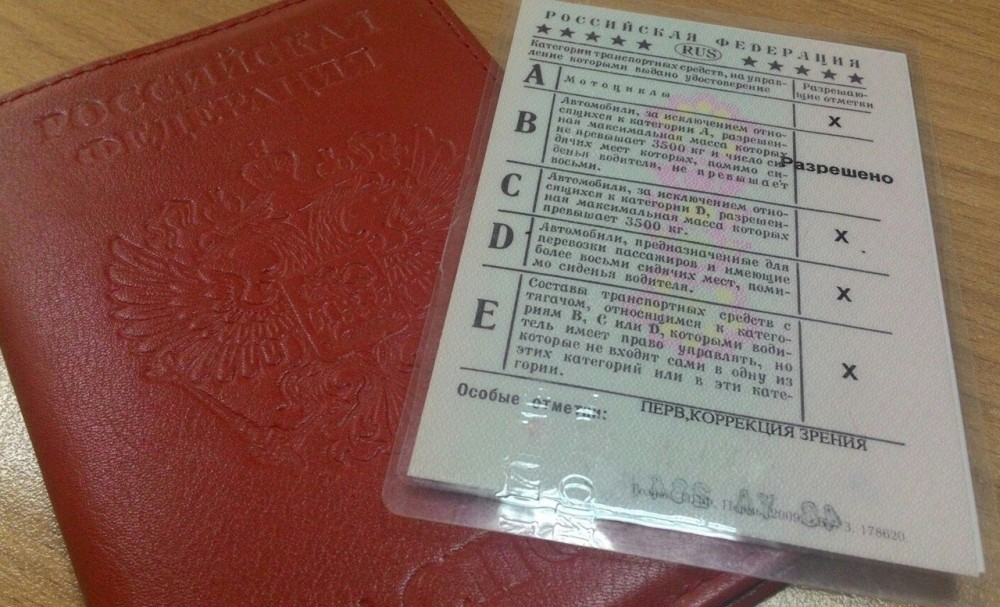 РОССИЙСКАЯ
ФЕДЕРАЦИЯ
РОССИЙСКАЯ ФЕДЕРАЦИЯ
RUS
Категории транспортных средств, на управ-
ление которыми выдано удостоверение
Разрешаю-
щие отметки
A Мотоциклы X
B Автомобили, за исключением отно-
сящихся к категории A, разрешен-
ная максимальная масса которых
не превышает 3500 кг и число си-
дячих мест которых, помимо си-
денья водителя, не превышает
восьми.
Разрешено
C Автомобили, за исключением отно-
сящихся к категории D, разрешен-
ная максимальная масса которых
превышает 3500 кг.
X
D Автомобили, предназначенные для
перевозки пассажиров и имеющие
более восьми сидячих мест, поми-
мо сиденья водителя.
X
E Составы транспортных средств с
тягачом, относящимся к катего-
риям B, C или D, которыми води-
тель имеет право управлять, но
которые не входят сами в одну из
этих категорий или в эти кате-
гории.
X
Особые отметки: ПЕРВ,КОРРЕКЦИЯ ЗРЕНИЯ
2009 З. 178620